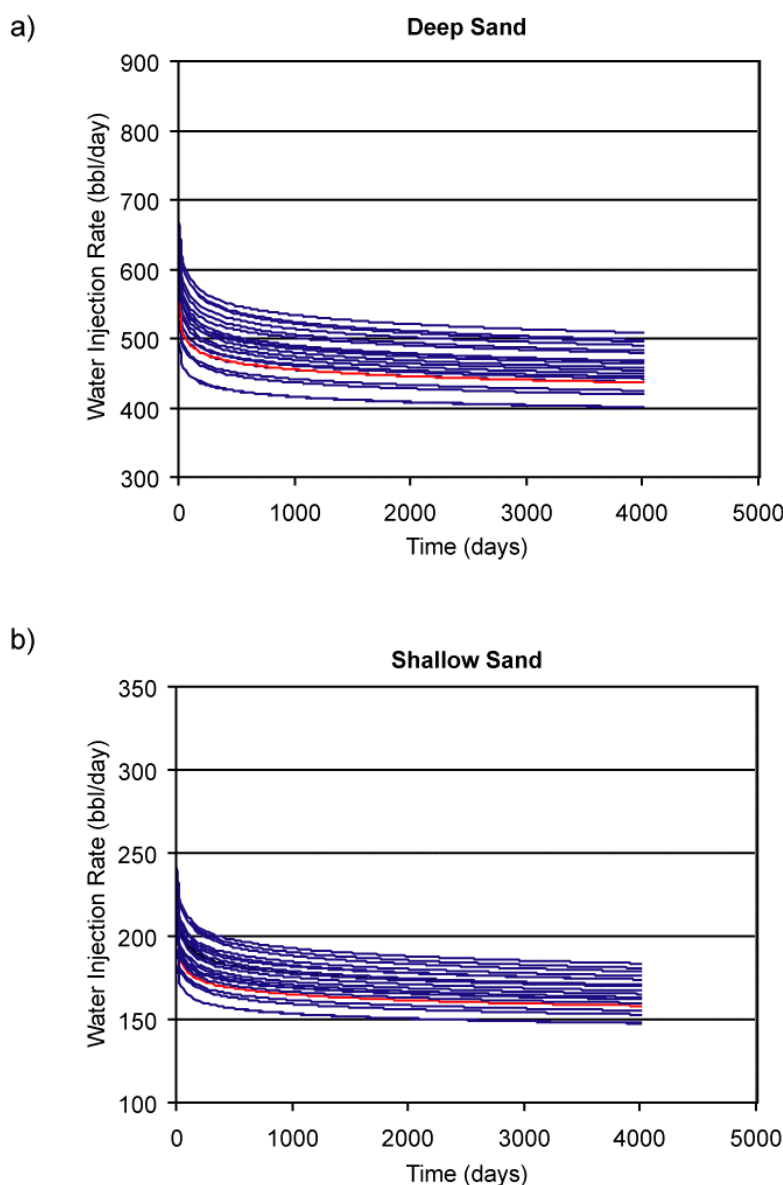 a)
Deep Sand
Water Injection Rate (bbl/day)
900
800
700
600
500
400
300
0 1000 2000 3000 4000 5000
Time (days)
b)
Shallow Sand
Water Injection Rate (bbl/day)
350
300
250
200
150
100
0 1000 2000 3000 4000 5000
Time (days)